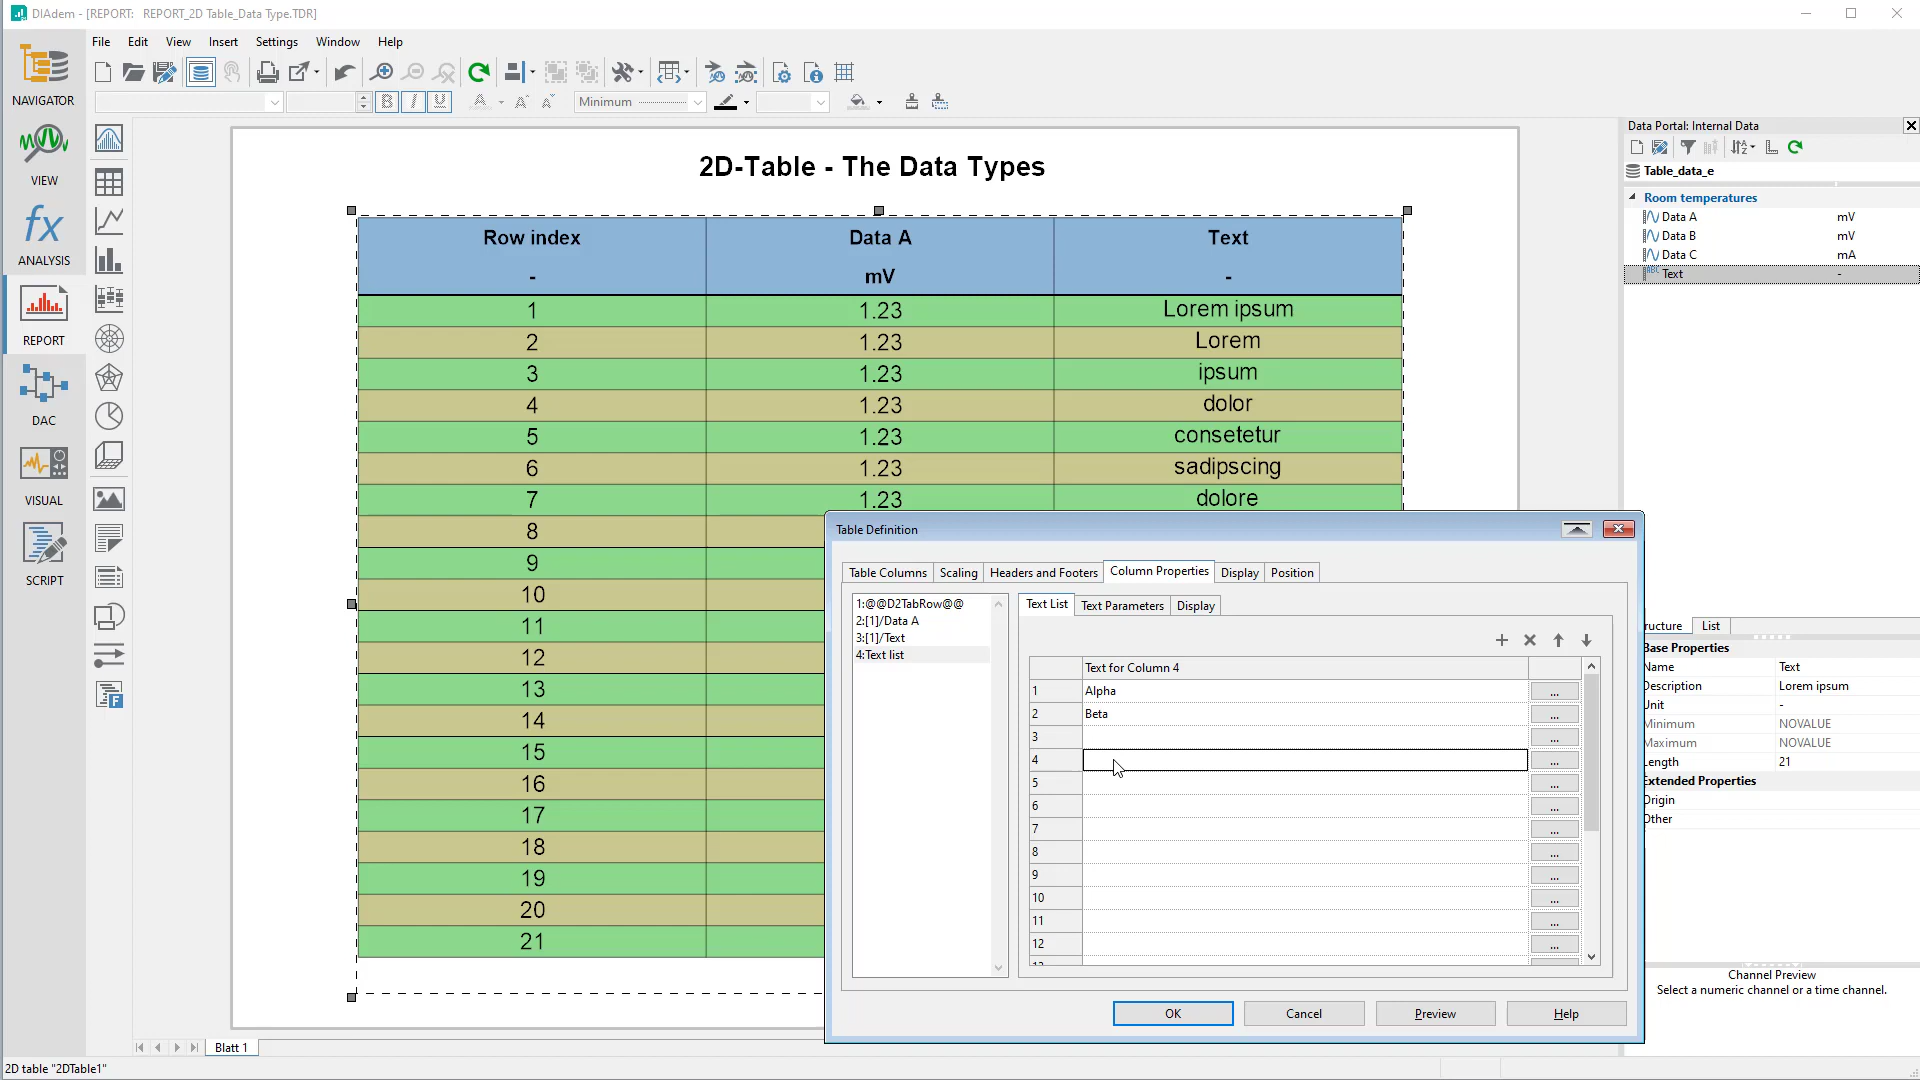 DIAdem - [REPORT:   REPORT_2D Table_Data Type.TDR]
File Edit View Insert Settings Window Help
Minimum
NAVIGATOR
VIEW
fx
ANALYSIS
REPORT
DAC
VISUAL
SCRIPT
2D-Table - The Data Types
Row index Data A Text
- mV -
1 1.23 Lorem ipsum
2 1.23 Lorem
3 1.23 ipsum
4 1.23 dolor
5 1.23 consetetur
6 1.23 sadipscing
7 1.23 dolore
8
9
10
11
12
13
14
15
16
17
18
19
20
21
Table Definition
Table Columns Scaling Headers and Footers Column Properties Display Position
1:@@D2TabRow@@
2:[1]/Data A
3:[1]/Text
4:Text list
Text List Text Parameters Display
Text for Column 4
1 Alpha ...
2 Beta ...
3 ...
4 ...
5 ...
6 ...
7 ...
8 ...
9 ...
10 ...
11 ...
12 ...
OK Cancel Preview Help
Data Portal: Internal Data
Table_data_e
Room temperatures
Data A mV
Data B mV
Data C mA
Text -
ructure List
Base Properties
Name Text
Description Lorem ipsum
Unit -
Minimum NOVALUE
Maximum NOVALUE
Length 21
Extended Properties
Origin
Other
Channel Preview
Select a numeric channel or a time channel.
Blatt 1
2D table "2DTable1"